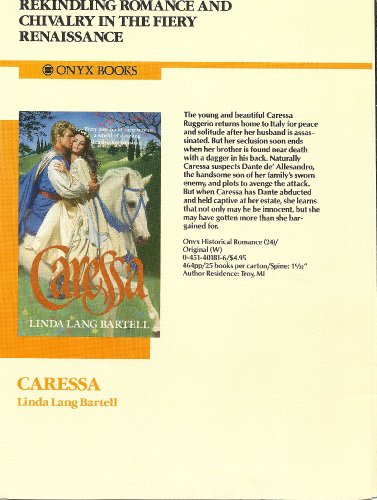 REKINDLING ROMANCE AND
CHIVALRY IN THE FIERY
RENAISSANCE
ONYX BOOKS
The young and beautiful Caressa
Ruggerio returns home to Italy for peace
and solitude after her husband is assas-
sinated. But her seclusion soon ends
when her brother is found near death
with a dagger in his back. Naturally
Caressa suspects Dante de' Allesandro,
the handsome son of her family's sworn
enemy, and plots to avenge the attack.
But when Caressa has Dante abducted
and held captive at her estate, she learns
that not only may he be innocent, but she
may have gotten more than she bar-
gained for.
Onyx Historical Romance (24)/
Original (W)
0-451-40181-6/$4.95
464pp/25 books per carton/Spine:
Author Residence: Troy, MI
a world of
Caressa
LINDA LANG BARTELL
CARESSA
Linda Lang Bartell